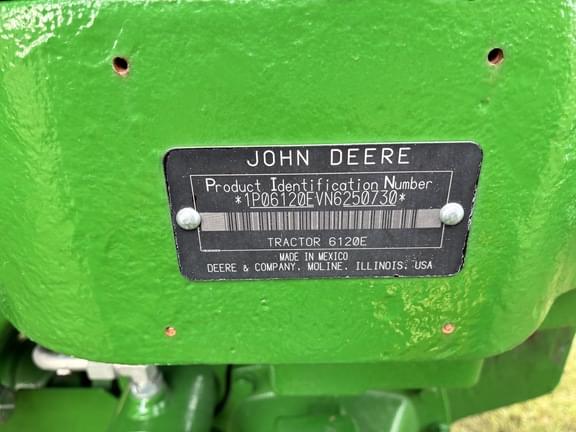 JOHN DEERE
Product Identification Number
*1P06120EVN6250730*
TRACTOR 6120E
MADE IN MEXICO
DEERE & COMPANY, MOLINE, ILLINOIS, USA